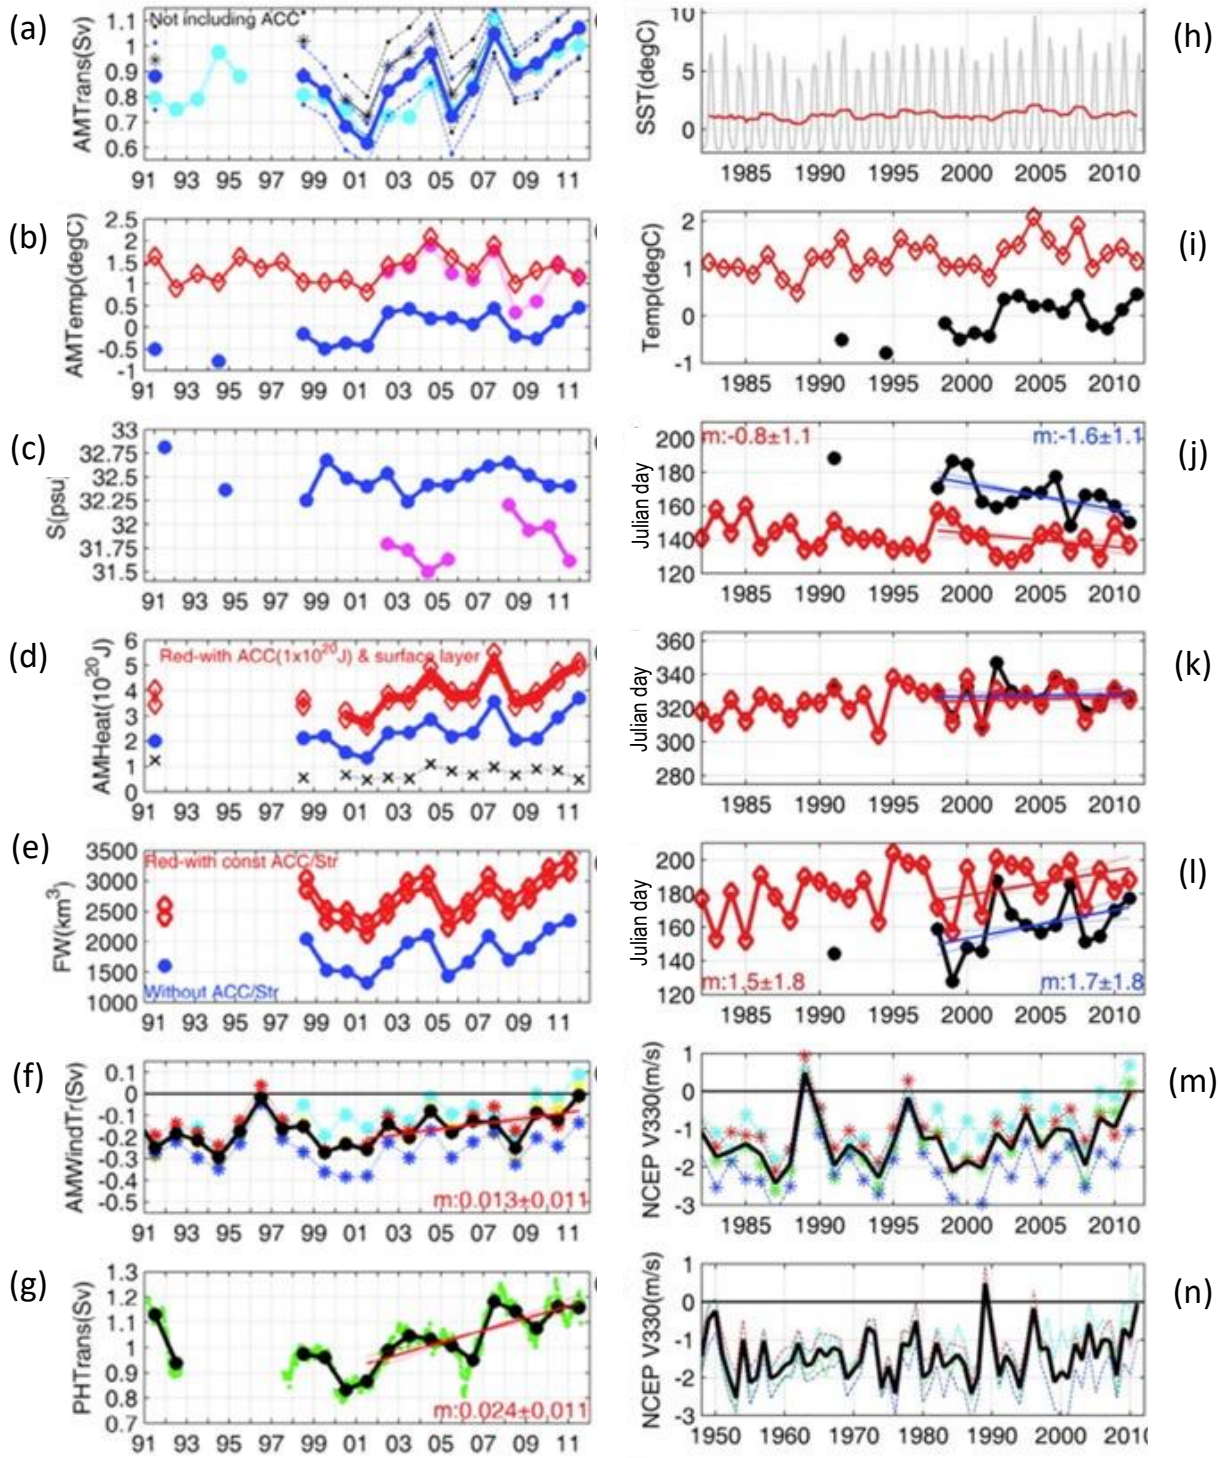 (a)
AMTrans(Sv)
Not including ACC
1.1
1
0.9
0.8
0.7
0.6
91 93 95 97 99 01 03 05 07 09 11
(b)
AMTemp(degC)
2.5
2
1.5
1
0.5
0
-0.5
-1
91 93 95 97 99 01 03 05 07 09 11
(c)
S(psu
33
32.75
32.5
32.25
32
31.75
31.5
91 93 95 97 99 01 03 05 07 09 11
(d)
AMHeat(10^20J)
Red-with ACC(1x10^20J) & surface layer
6
5
4
3
2
1
0
91 93 95 97 99 01 03 05 07 09 11
(e)
FW(km^3)
Red-with const ACC/Str
Without ACC/Str
3500
3000
2500
2000
1500
1000
91 93 95 97 99 01 03 05 07 09 11
(f)
AMWindTr(Sv)
0.1
0
-0.1
-0.2
-0.3
-0.4
-0.5
m:0.013±0.011
91 93 95 97 99 01 03 05 07 09 11
(g)
PHTrans(Sv)
1.3
1.2
1.1
1
0.9
0.8
0.7
m:0.024±0.011
91 93 95 97 99 01 03 05 07 09 11
(h)
SST(degC)
10
5
0
1985 1990 1995 2000 2005 2010
(i)
Temp(degC)
2
1
0
-1
1985 1990 1995 2000 2005 2010
(j)
Julian day
m:-0.8±1.1 m:-1.6±1.1
200
180
160
140
120
1985 1990 1995 2000 2005 2010
(k)
Julian day
360
340
320
300
280
1985 1990 1995 2000 2005 2010
(l)
Julian day
200
180
160
140
120
m:1.5±1.8 m:1.7±1.8
1985 1990 1995 2000 2005 2010
(m)
NCEP V330(m/s)
1
0
-1
-2
-3
1985 1990 1995 2000 2005 2010
(n)
NCEP V330(m/s)
1
0
-1
-2
-3
1950 1960 1970 1980 1990 2000 2010